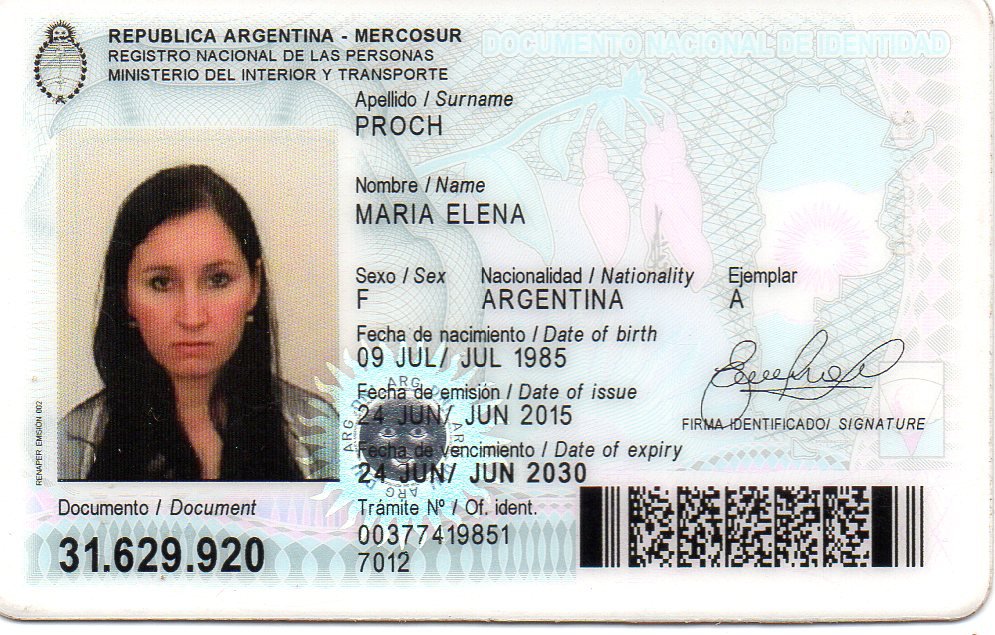 REPUBLICA ARGENTINA - MERCOSUR
REGISTRO NACIONAL DE LAS PERSONAS
MINISTERIO DEL INTERIOR Y TRANSPORTE
DOCUMENTO NACIONAL DE IDENTIDAD
Apellido / Surname
PROCH
Nombre / Name
MARIA ELENA
Sexo / Sex Nacionalidad / Nationality Ejemplar
F ARGENTINA A
Fecha de nacimiento / Date of birth
09 JUL/ JUL 1985
Fecha de emisión / Date of issue
24 JUN/ JUN 2015
FIRMA IDENTIFICADO/ SIGNATURE
Fecha de vencimiento / Date of expiry
24 JUN/ JUN 2030
RENAPER EMISION 002
Documento / Document
31.629.920
Trámite Nº / Of. ident.
00377419851
7012